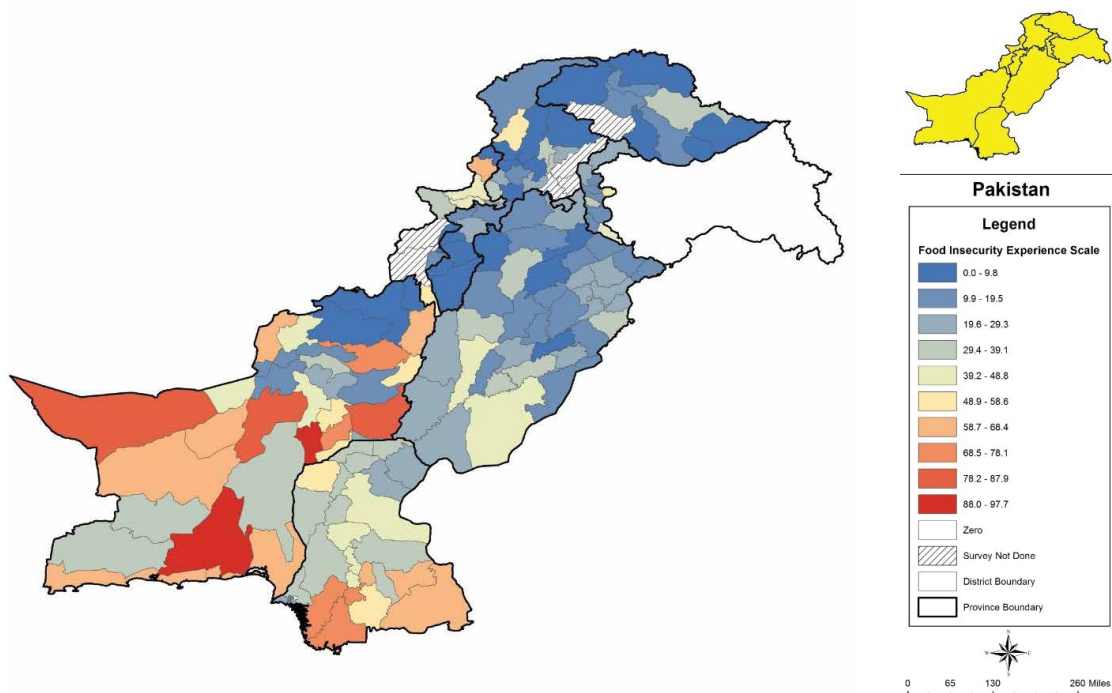 Pakistan
Legend
Food Insecurity Experience Scale
0.0 - 9.8
9.9 - 19.5
19.6 - 29.3
29.4 - 39.1
39.2 - 48.8
48.9 - 58.6
58.7 - 68.4
68.5 - 78.1
78.2 - 87.9
88.0 - 97.7
Zero
Survey Not Done
District Boundary
Province Boundary
N
W E
S
0 65 130 260 Miles